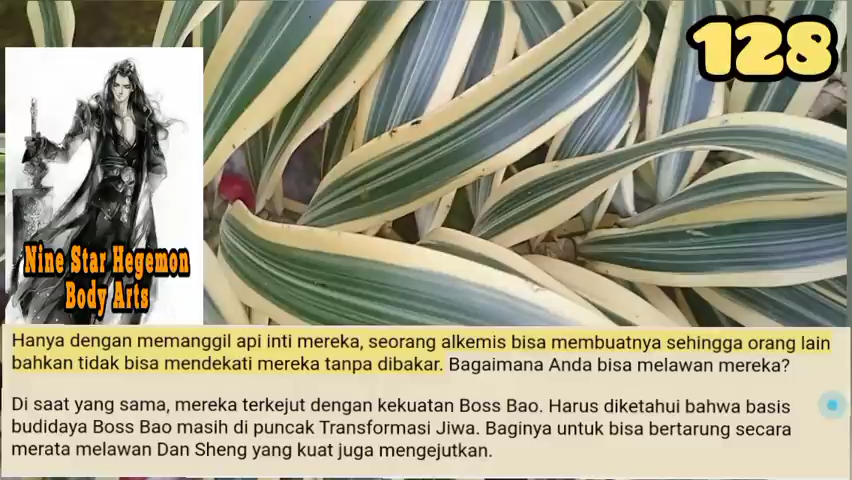 128
Nine Star Hegemon
Body Arts
Hanya dengan memanggil api inti mereka, seorang alkemis bisa membuatnya sehingga orang lain
bahkan tidak bisa mendekati mereka tanpa dibakar. Bagaimana Anda bisa melawan mereka?
Di saat yang sama, mereka terkejut dengan kekuatan Boss Bao. Harus diketahui bahwa basis
budidaya Boss Bao masih di puncak Transformasi Jiwa. Baginya untuk bisa bertarung secara
merata melawan Dan Sheng yang kuat juga mengejutkan.